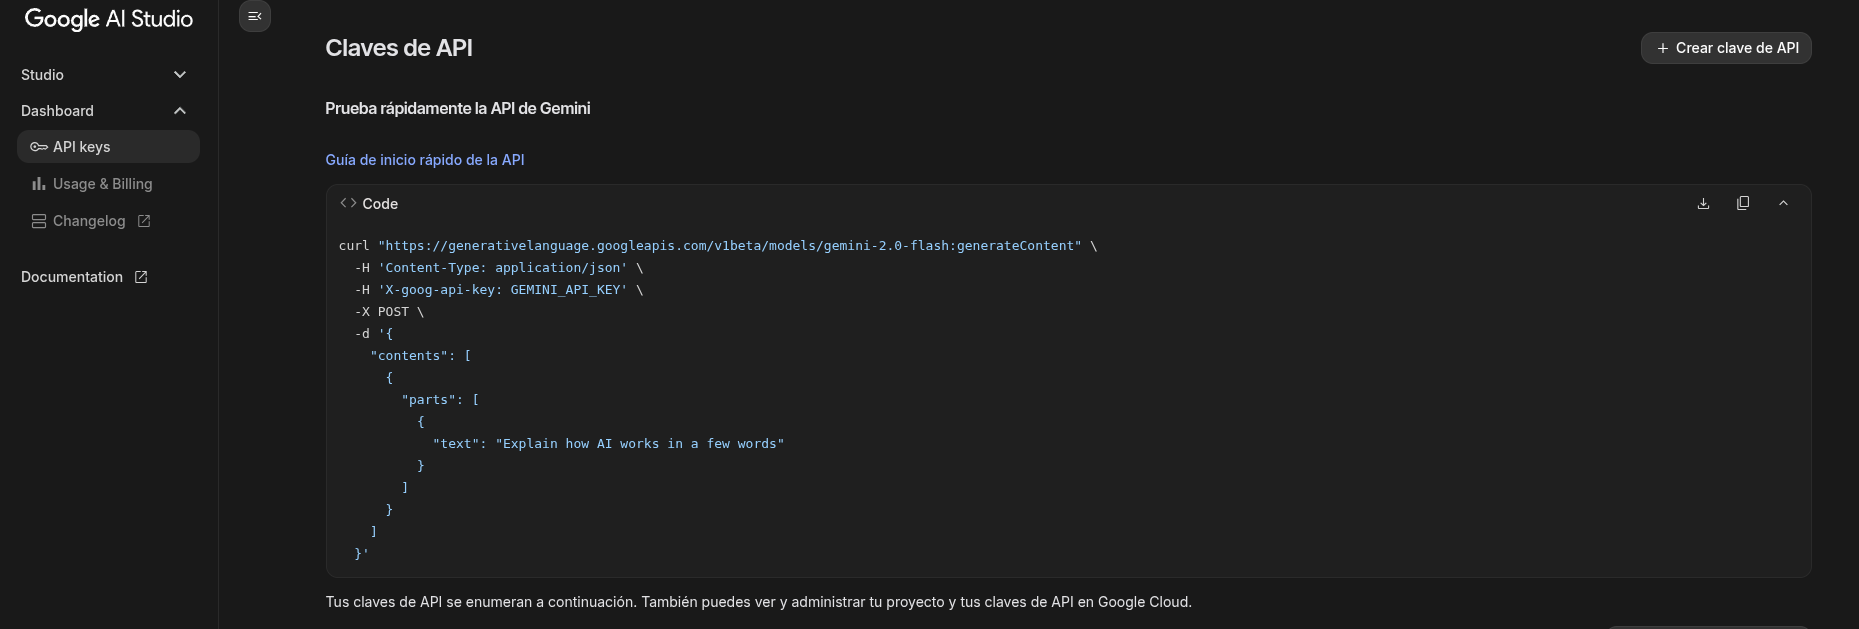 Google AI Studio
Studio
Dashboard
API keys
Usage & Billing
Changelog
Documentation
Claves de API
Crear clave de API
Prueba rápidamente la API de Gemini
Guía de inicio rápido de la API
<> Code
curl "https://generativelanguage.googleapis.com/v1beta/models/gemini-2.0-flash:generateContent" \
  -H 'Content-Type: application/json' \
  -H 'X-goog-api-key: GEMINI_API_KEY' \
  -X POST \
  -d '{
    "contents": [
      {
        "parts": [
          {
            "text": "Explain how AI works in a few words"
          }
        ]
      }
    ]
  }'
Tus claves de API se enumeran a continuación. También puedes ver y administrar tu proyecto y tus claves de API en Google Cloud.